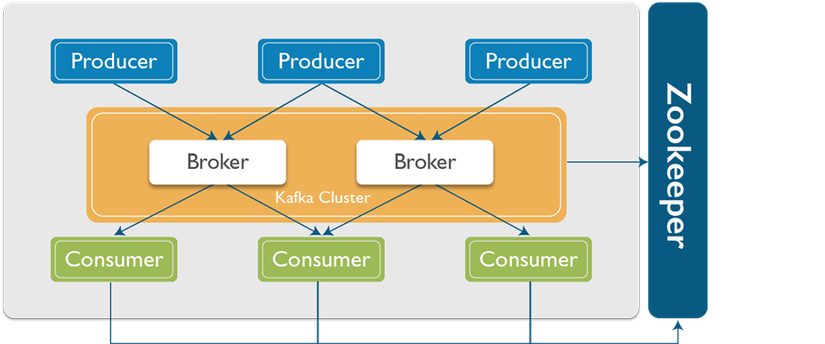 Producer
Producer
Producer
Broker
Broker
Kafka Cluster
Consumer
Consumer
Consumer
Zookeeper